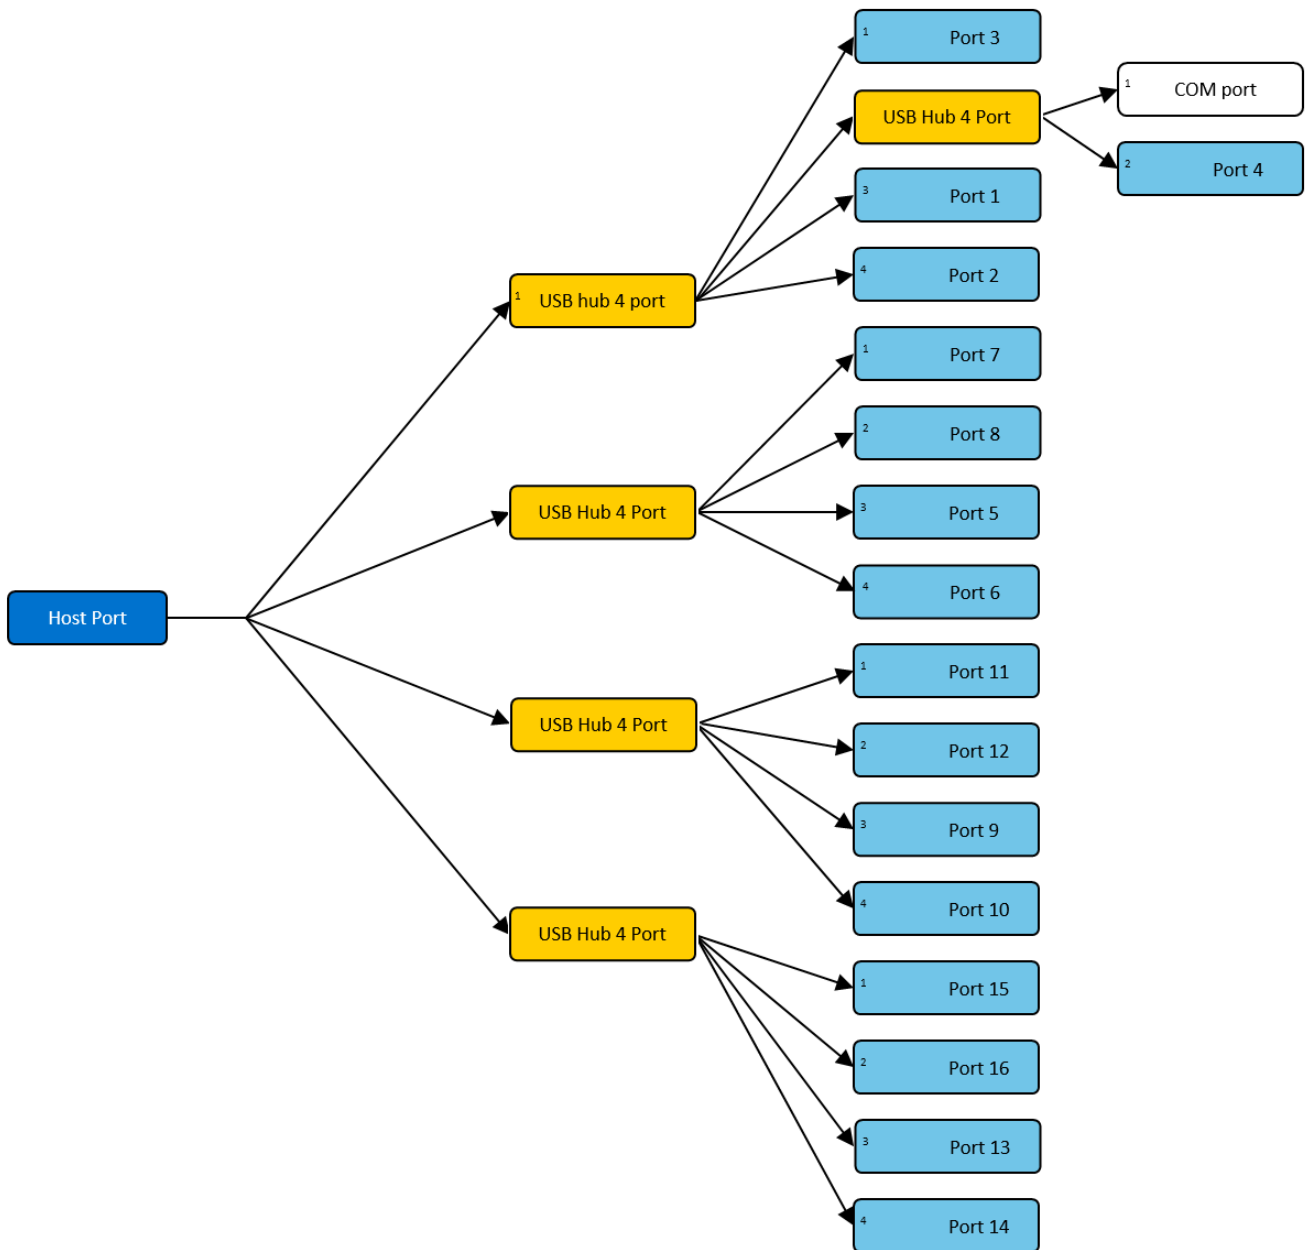 1 Port 3
1 COM port
USB Hub 4 Port
2 Port 4
3 Port 1
4 Port 2
1 USB hub 4 port
1 Port 7
2 Port 8
USB Hub 4 Port
3 Port 5
4 Port 6
Host Port
1 Port 11
USB Hub 4 Port
2 Port 12
3 Port 9
4 Port 10
USB Hub 4 Port
1 Port 15
2 Port 16
3 Port 13
4 Port 14